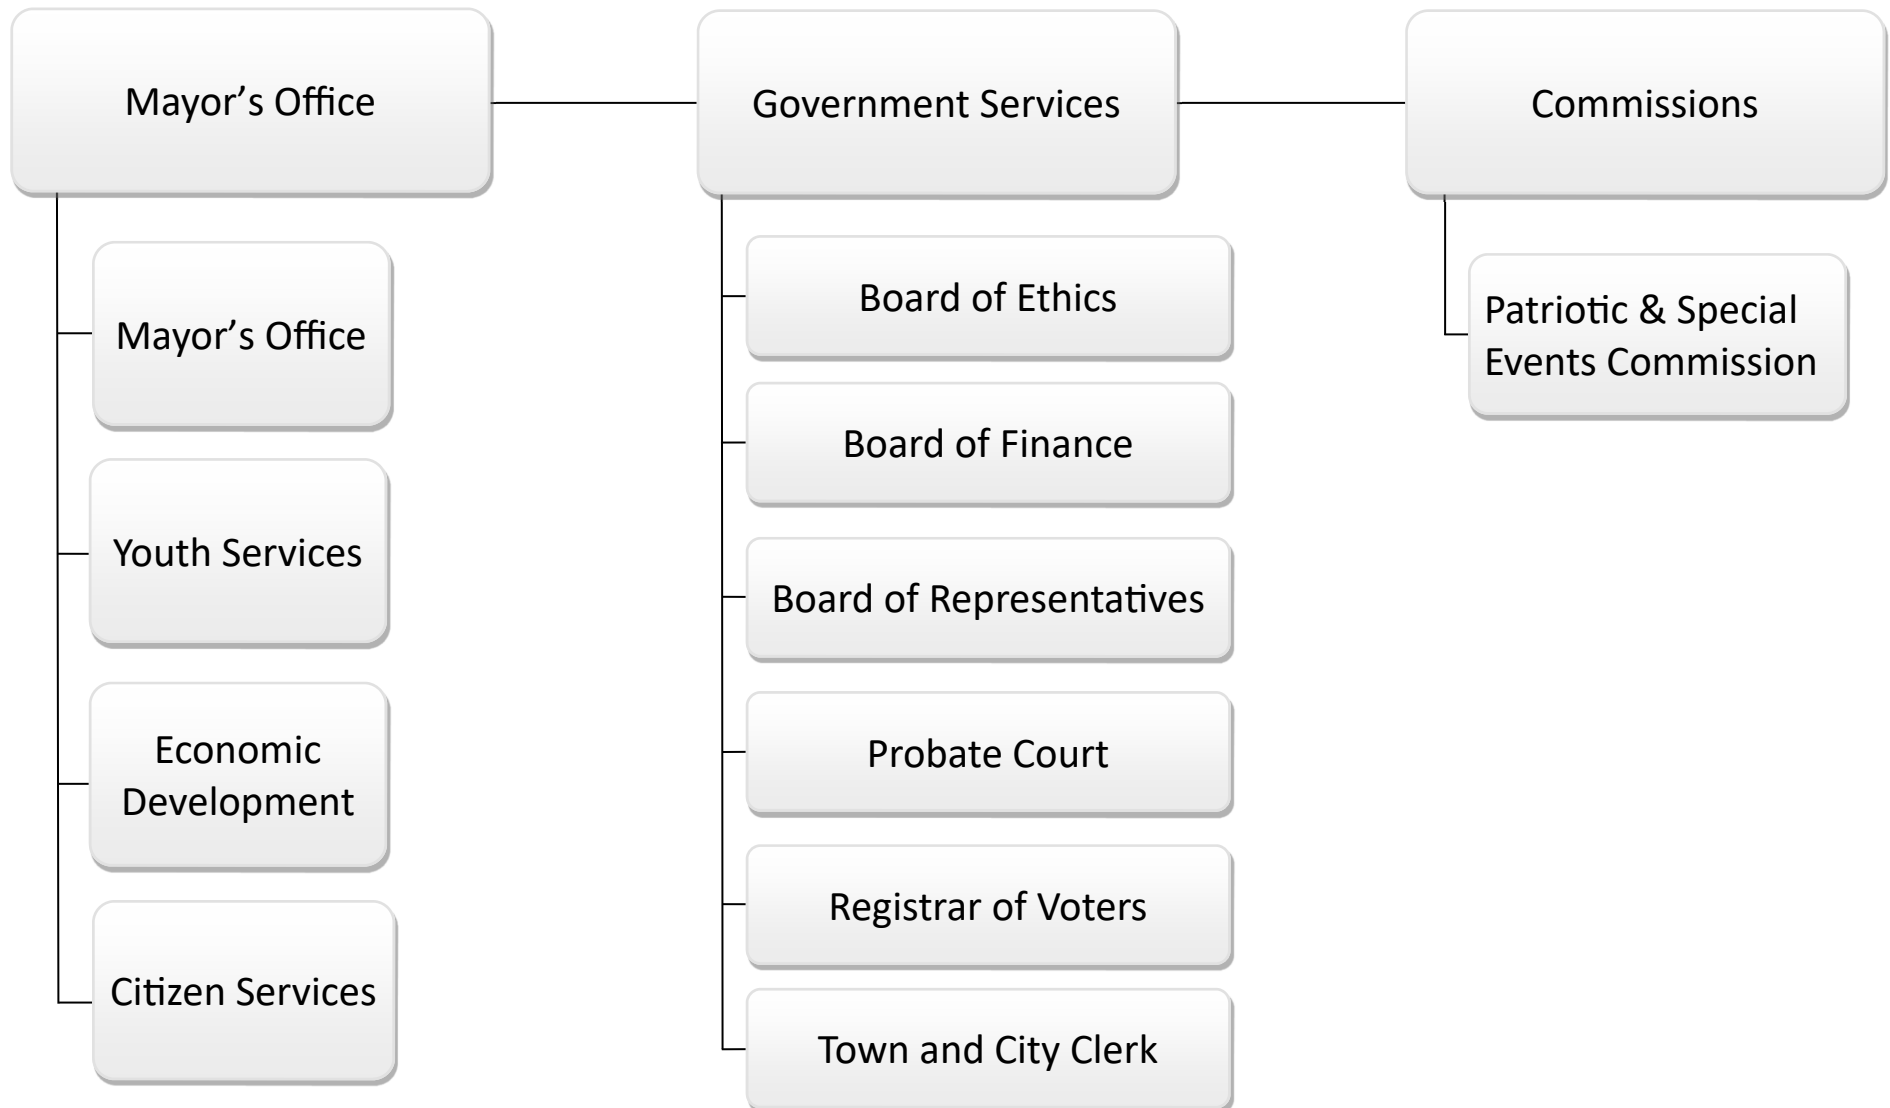 Mayor’s Office
Government Services
Commissions
Mayor’s Office
Youth Services
Economic
Development
Citizen Services
Board of Ethics
Board of Finance
Board of Representatives
Probate Court
Registrar of Voters
Town and City Clerk
Patriotic & Special
Events Commission